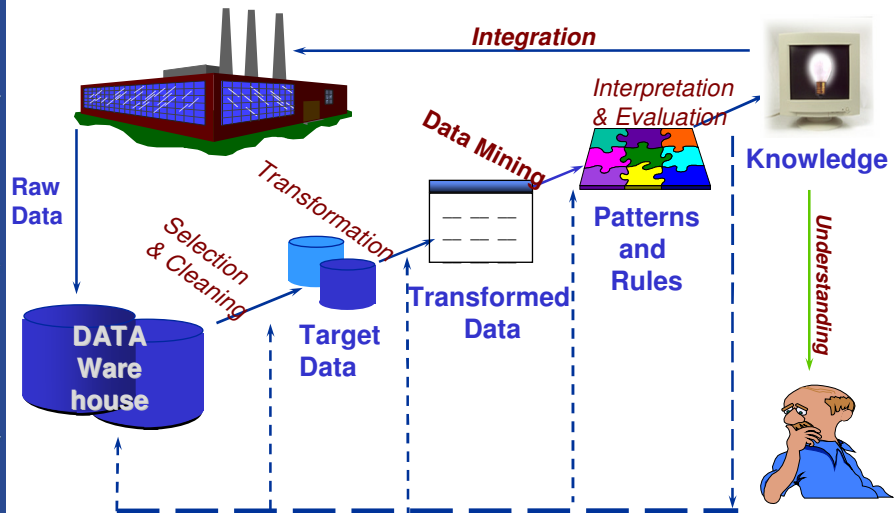 Integration
Interpretation
& Evaluation
Data Mining
Knowledge
Raw
Data
Transformation
Selection
& Cleaning
Patterns
and
Rules
Understanding
Transformed
Data
Target
Data
DATA
Ware
house